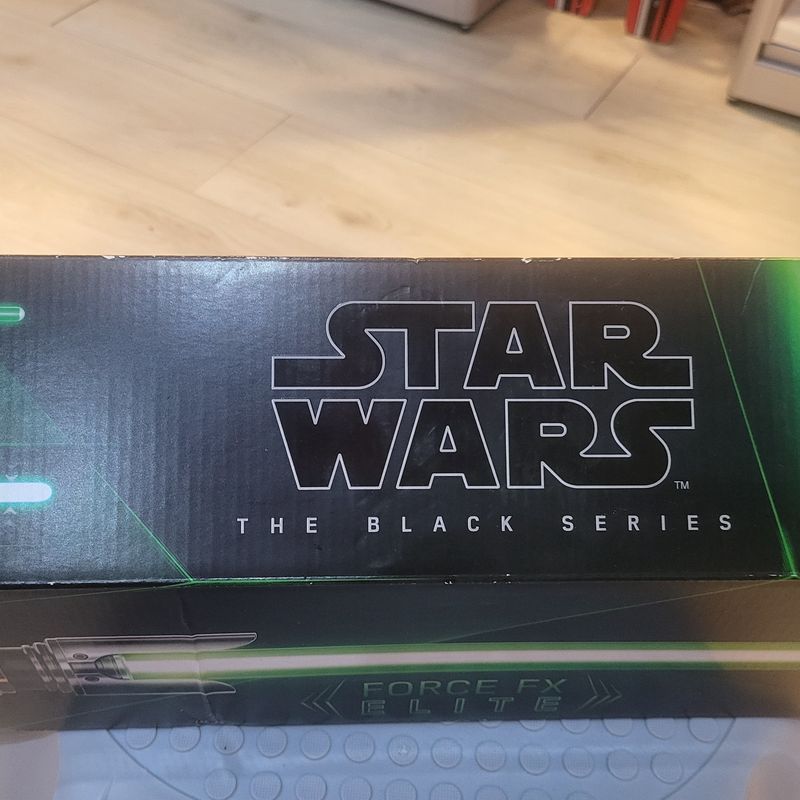 STAR
WARS
TM
THE BLACK SERIES
FORCE FX
ELITE